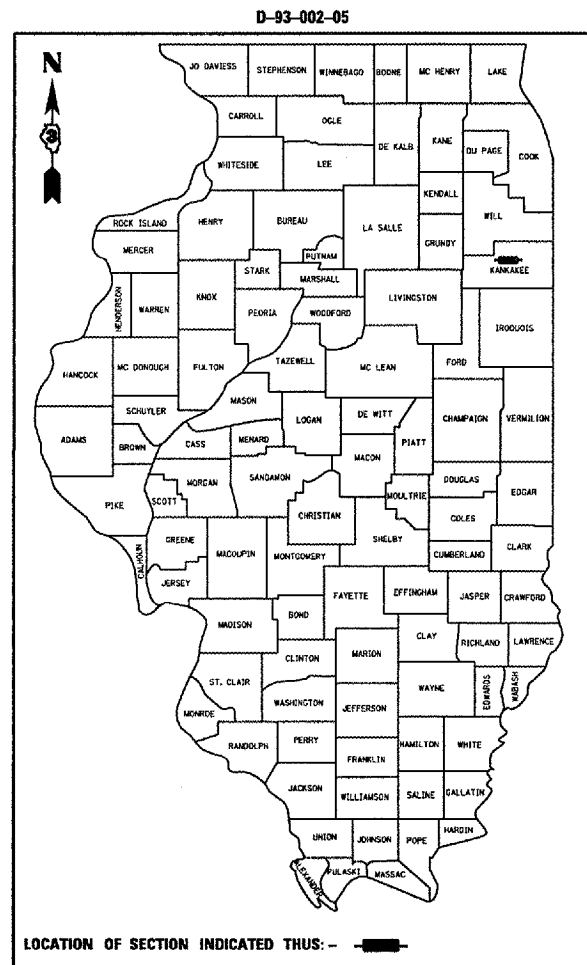 D-93-002-05
N
3
JO DAVIESS STEPHENSON WINNEBAGO BOONE MC HENRY LAKE
CARROLL OGLE
DE KALB KANE DU PAGE COOK
WHITESIDE LEE
KENDALL WILL
ROCK ISLAND HENRY BUREAU LA SALLE
MERCER PUTNAM GRUNDY
STARK MARSHALL KANKAKEE
HENDERSON WARREN KNOX PEORIA WOODFORD LIVINGSTON IROQUOIS
HANCOCK MC DONOUGH FULTON TAZEWELL MC LEAN FORD
MASON
SCHUYLER LOGAN DE WITT CHAMPAIGN VERMILION
ADAMS BROWN CASS MENARD MACON PIATT
PIKE SCOTT MORGAN SANGAMON MOULTRIE DOUGLAS EDGAR
CHRISTIAN COLES
CALHOUN GREENE MACOUPIN MONTGOMERY SHELBY CUMBERLAND CLARK
JERSEY
FAYETTE EFFINGHAM JASPER CRAWFORD
MADISON BOND
CLAY RICHLAND LAWRENCE
CLINTON MARION
ST. CLAIR WAYNE EDWARDS WABASH
WASHINGTON JEFFERSON
MONROE
RANDOLPH PERRY HAMILTON WHITE
FRANKLIN
JACKSON WILLIAMSON SALINE GALLATIN
UNION JOHNSON POPE HARDIN
ALEXANDER PULASKI MASSAC
LOCATION OF SECTION INDICATED THUS: -